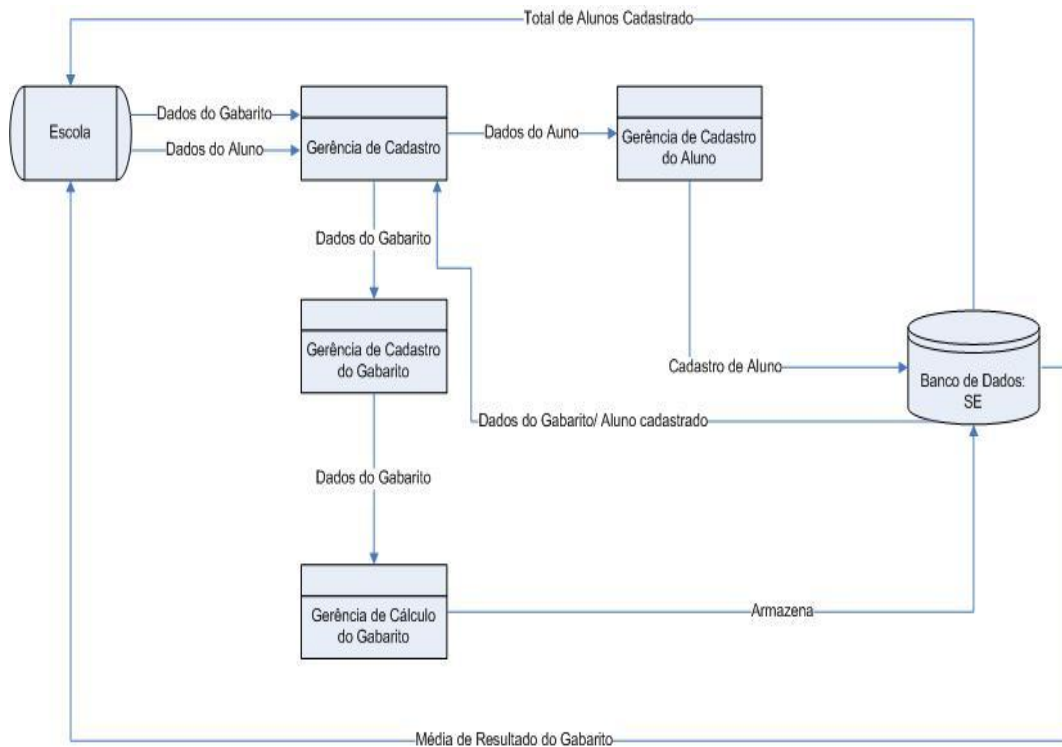 Total de Alunos Cadastrado
Escola
Dados do Gabarito
Dados do Aluno
Gerência de Cadastro
Dados do Auno
Gerência de Cadastro
do Aluno
Dados do Gabarito
Gerência de Cadastro
do Gabarito
Cadastro de Aluno
Banco de Dados:
SE
Dados do Gabarito/ Aluno cadastrado
Dados do Gabarito
Gerência de Cálculo
do Gabarito
Armazena
Média de Resultado do Gabarito